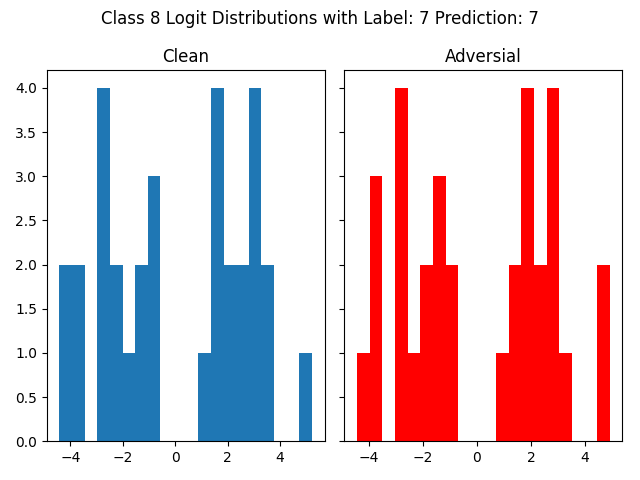 Class 8 Logit Distributions with Label: 7 Prediction: 7
Clean
Adversial
4.0
3.5
3.0
2.5
2.0
1.5
1.0
0.5
0.0
−4 −2 0 2 4
−4 −2 0 2 4